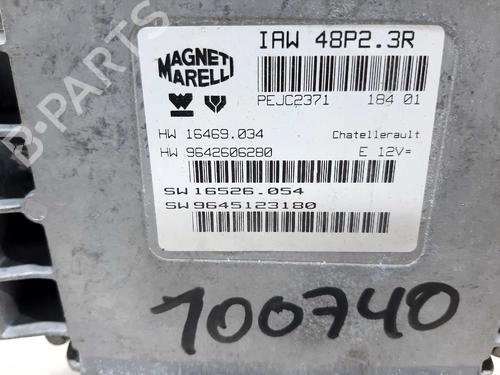 IAW 48P2.3R
MAGNETI
MARELLI
PEJC2371 184 01
HW 16469.034 Chatellerault
HW 9642606280 E 12V=
SW 16526.054
SW 9645123180
100740
B-PARTS